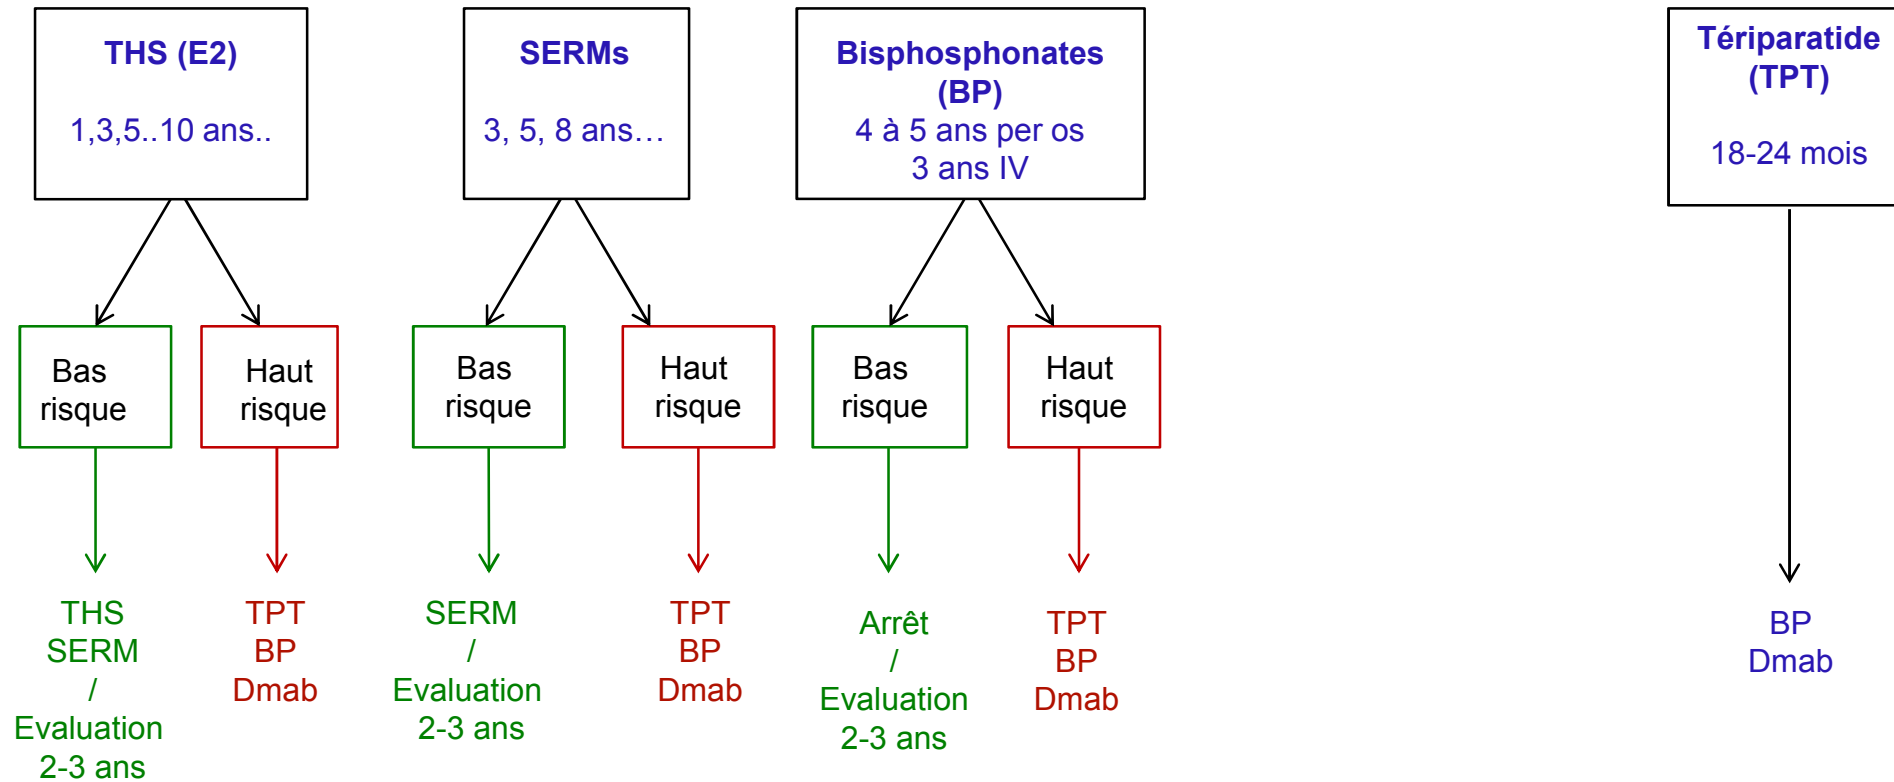 THS (E2)
1,3,5..10 ans..
SERMs
3, 5, 8 ans…
Bisphosphonates
(BP)
4 à 5 ans per os
3 ans IV
Tériparatide
(TPT)
18-24 mois
Bas
risque
Haut
risque
Bas
risque
Haut
risque
Bas
risque
Haut
risque
THS
SERM
/
Evaluation
2-3 ans
TPT
BP
Dmab
SERM
/
Evaluation
2-3 ans
TPT
BP
Dmab
Arrêt
/
Evaluation
2-3 ans
TPT
BP
Dmab
BP
Dmab